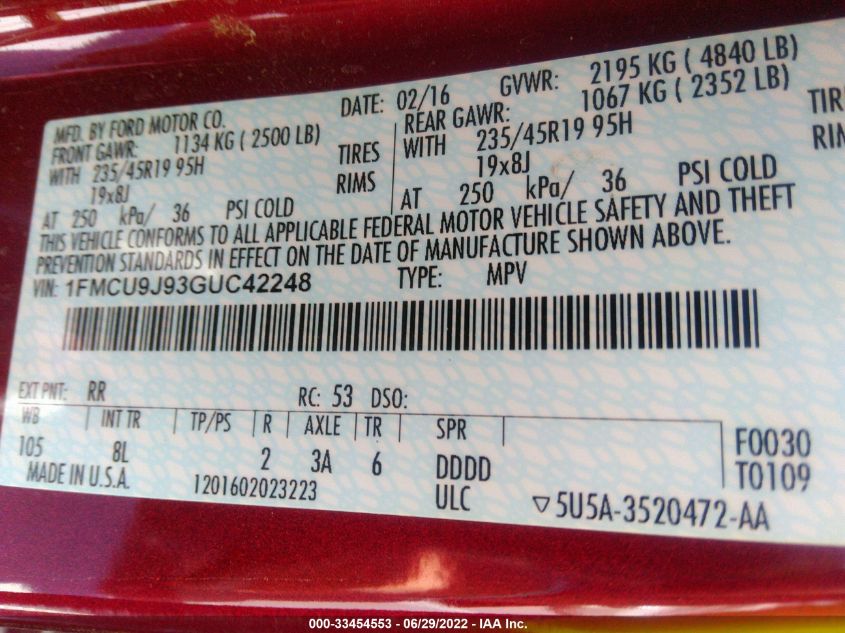 MFD. BY FORD MOTOR CO.
DATE: 02/16 GVWR: 2195 KG ( 4840 LB)
FRONT GAWR: 1134 KG ( 2500 LB)
REAR GAWR: 1067 KG ( 2352 LB)
WITH 235/45R19 95H TIRES
WITH 235/45R19 95H TIRE
19x8J RIMS
19x8J RIM
AT 250 kPa/ 36 PSI COLD
AT 250 kPa/ 36 PSI COLD
THIS VEHICLE CONFORMS TO ALL APPLICABLE FEDERAL MOTOR VEHICLE SAFETY AND THEFT
PREVENTION STANDARDS IN EFFECT ON THE DATE OF MANUFACTURE SHOWN ABOVE.
VIN: 1FMCU9J93GUC42248 TYPE: MPV
EXT PNT: RR RC: 53 DSO:
WB INT TR TP/PS R AXLE TR SPR
105 8L 2 3A 6 DDDD
F0030
T0109
MADE IN U.S.A. 1201602023223 ULC
5U5A-3520472-AA
000-33454553 - 06/29/2022 - IAA Inc.